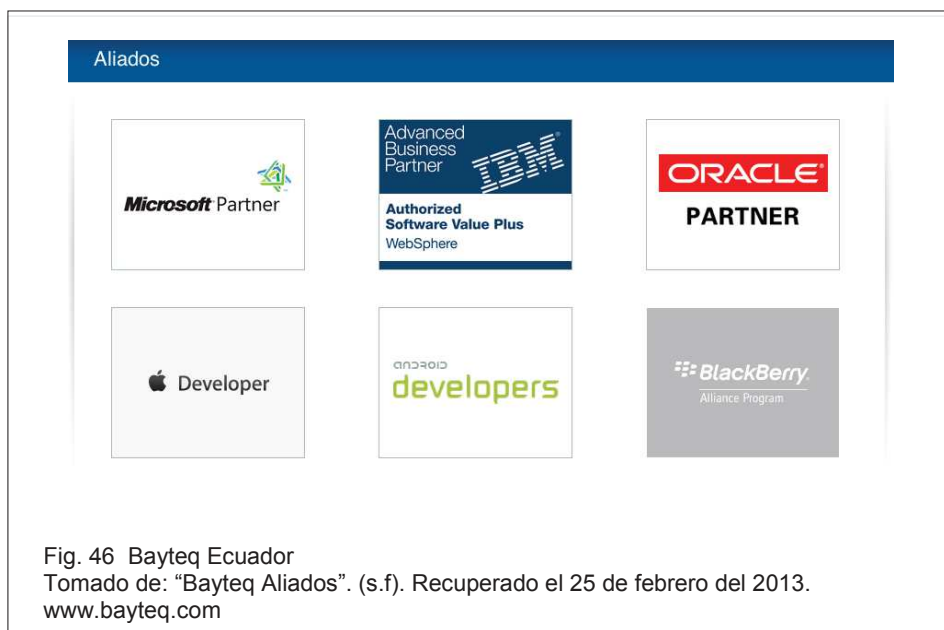 Aliados
Microsoft Partner
Advanced
Business
Partner
IBM®
Authorized
Software Value Plus
WebSphere
ORACLE®
PARTNER
Developer
ANDROID
developers
BlackBerry.
Alliance Program
Fig. 46 Bayteq Ecuador
Tomado de: “Bayteq Aliados”. (s.f). Recuperado el 25 de febrero del 2013.
www.bayteq.com